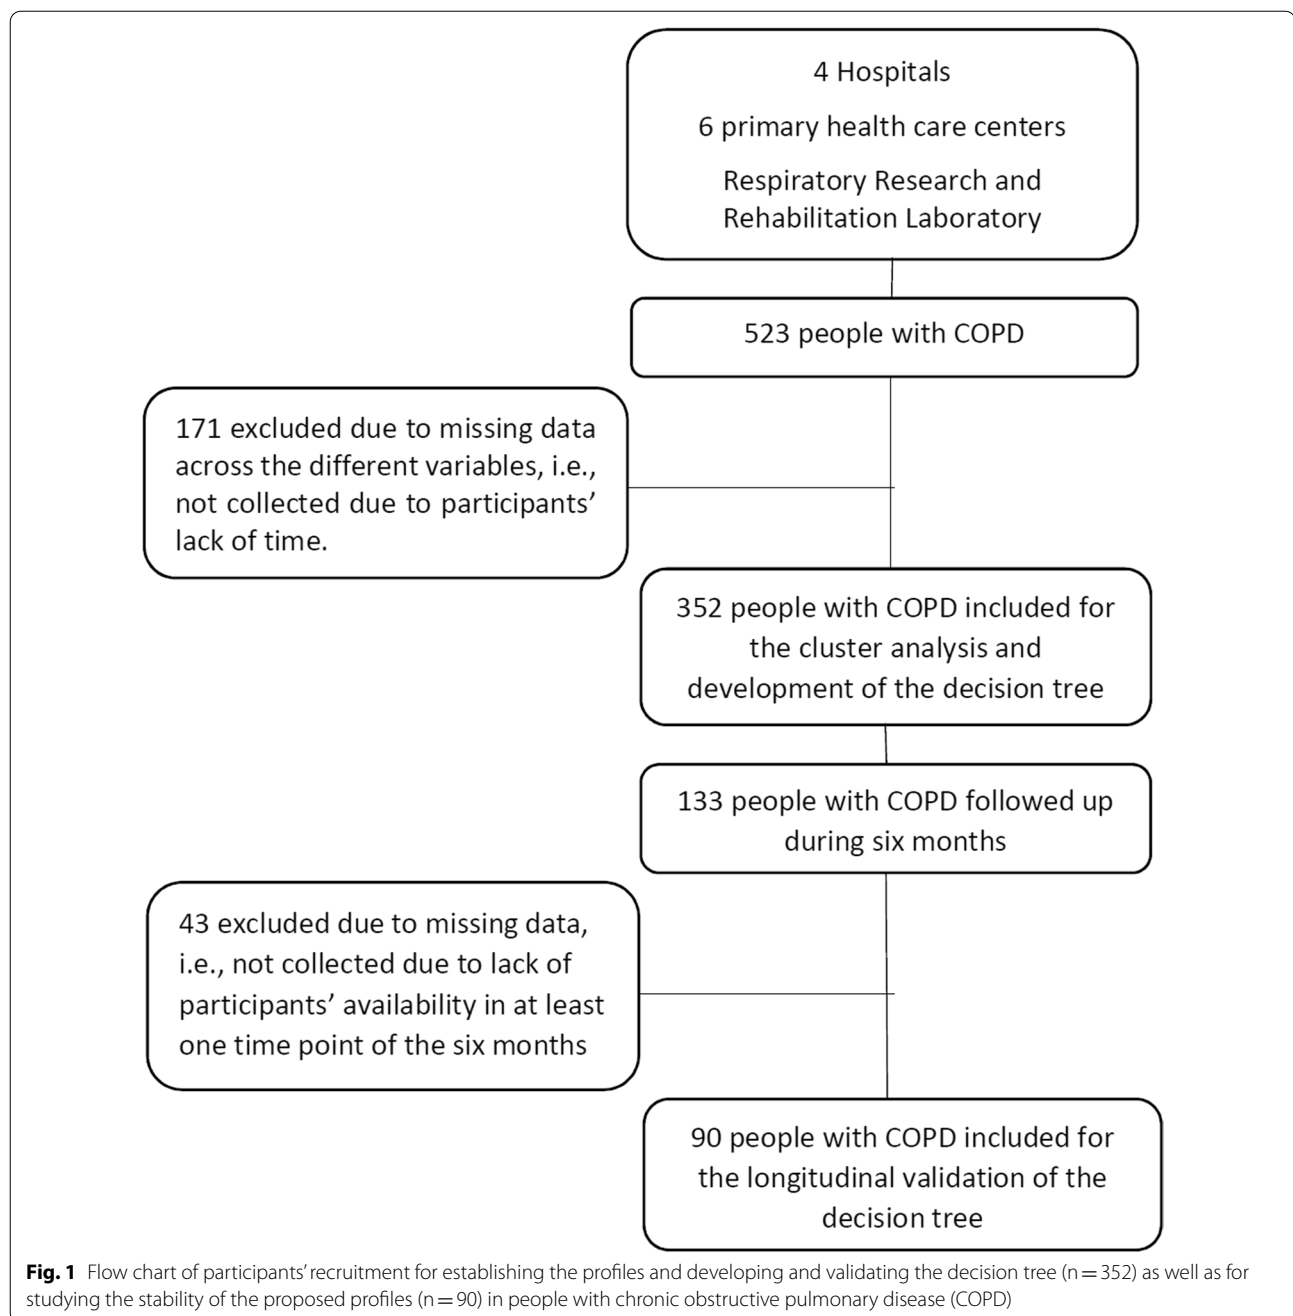 4 Hospitals
6 primary health care centers
Respiratory Research and
Rehabilitation Laboratory
523 people with COPD
171 excluded due to missing data
across the different variables, i.e.,
not collected due to participants’
lack of time.
352 people with COPD included for
the cluster analysis and
development of the decision tree
133 people with COPD followed up
during six months
43 excluded due to missing data,
i.e., not collected due to lack of
participants’ availability in at least
one time point of the six months
90 people with COPD included for
the longitudinal validation of the
decision tree
Fig. 1 Flow chart of participants’ recruitment for establishing the profiles and developing and validating the decision tree (n = 352) as well as for
studying the stability of the proposed profiles (n = 90) in people with chronic obstructive pulmonary disease (COPD)